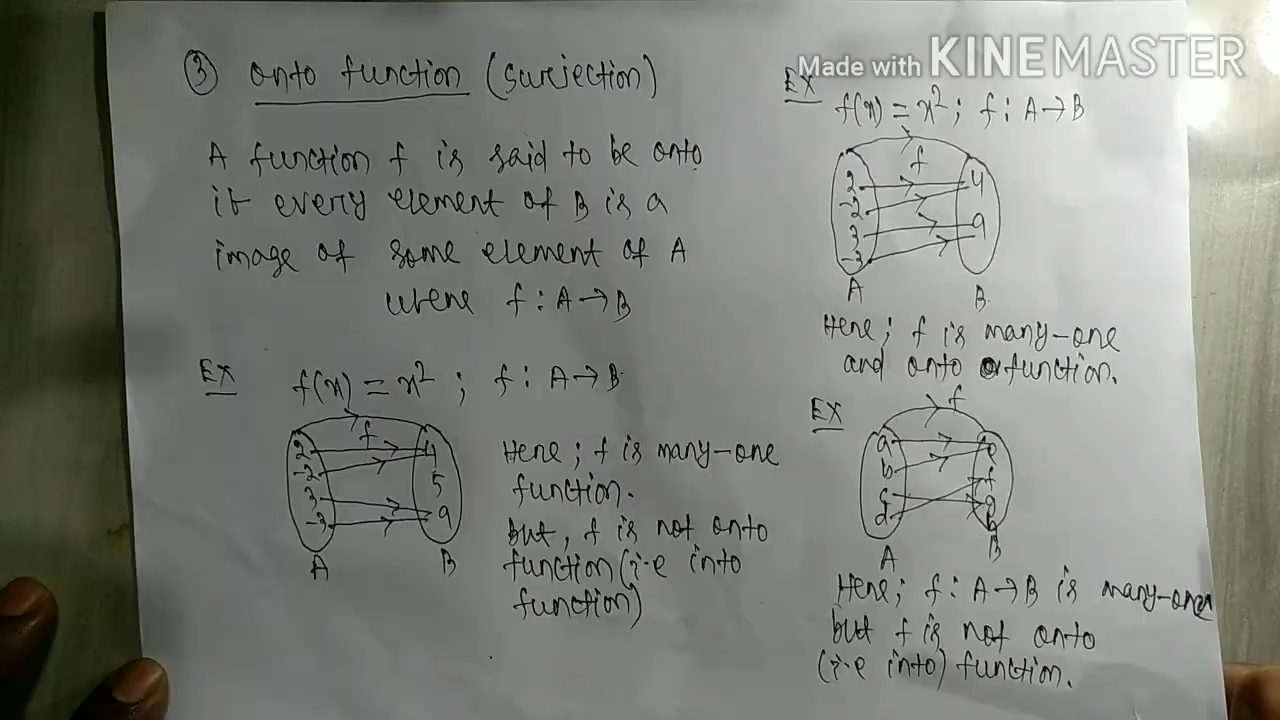 ③ onto function (surjection)
A function f is said to be onto
if every element of B is a
image of some element of A
where f : A → B
Ex f(x) = x² ; f : A → B
f
2 4
-2
5
3
9
-3
A B
Here; f is many-one
function.
but, f is not onto
function (i.e into
function)
Made with KINEMASTER
Ex f(x) = x² ; f : A → B
f
2 4
-2
3 9
-3
A B
Here; f is many-one
and onto function.
Ex
f
a e
b
f
c g
d
A B
Here; f : A → B is many-one
but f is not onto
(i.e into) function.